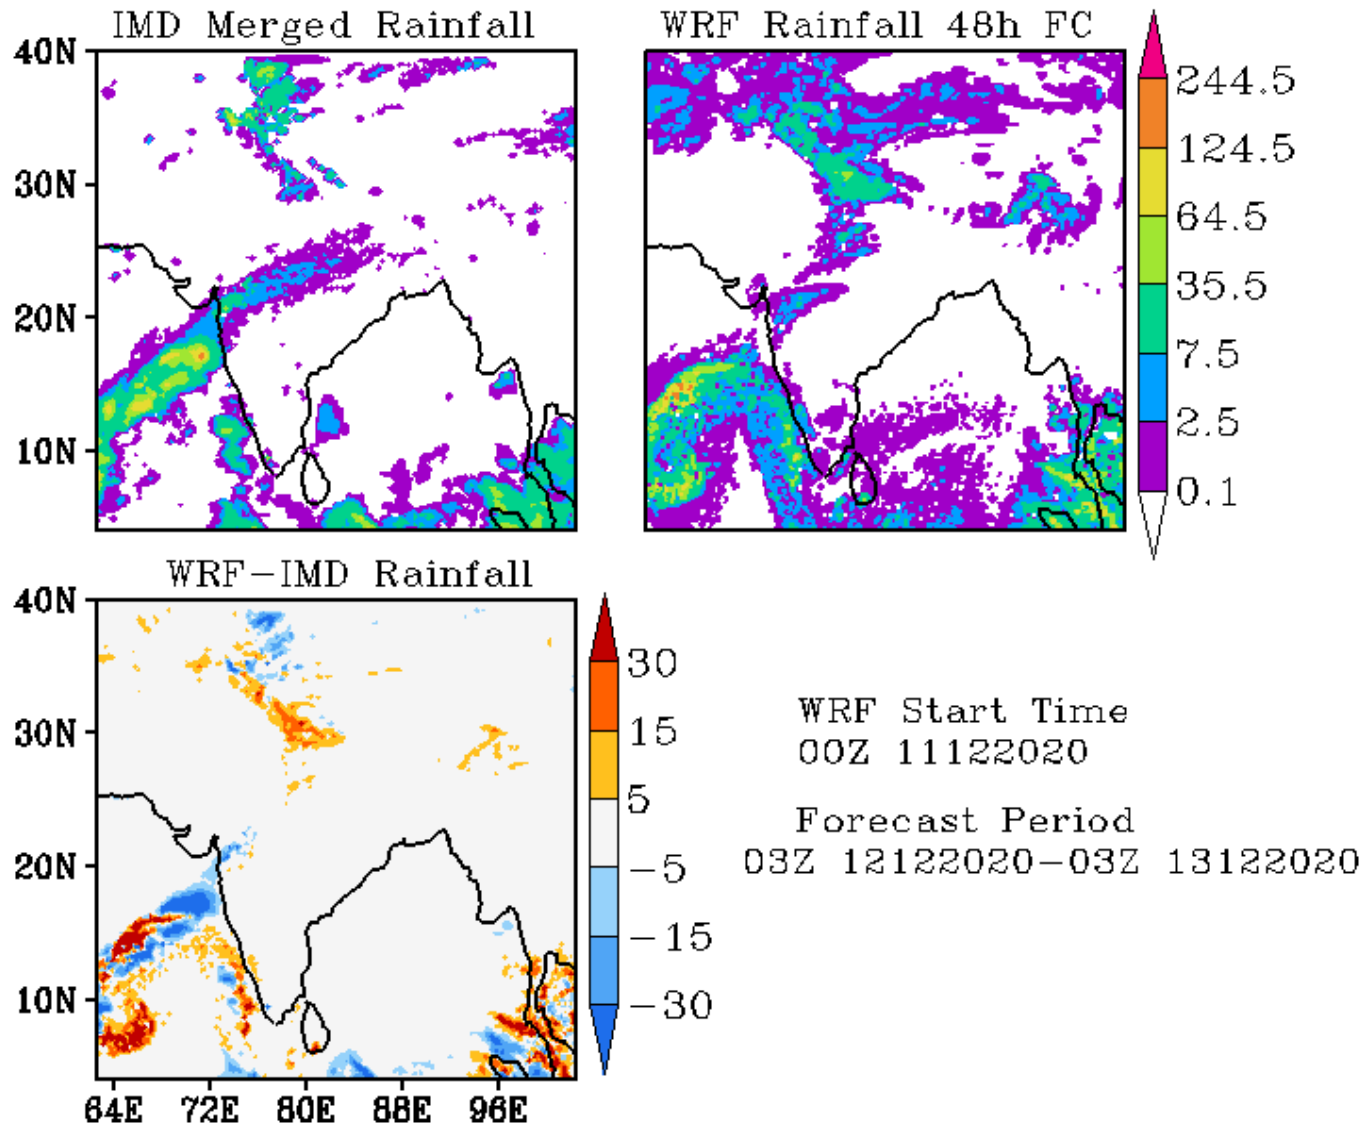 IMD Merged Rainfall
WRF Rainfall 48h FC
40N
30N
20N
10N
244.5
124.5
64.5
35.5
7.5
2.5
0.1
WRF-IMD Rainfall
40N
30N
20N
10N
64E 72E 80E 88E 96E
30
15
5
-5
-15
-30
WRF Start Time
00Z 11122020
Forecast Period
03Z 12122020-03Z 13122020